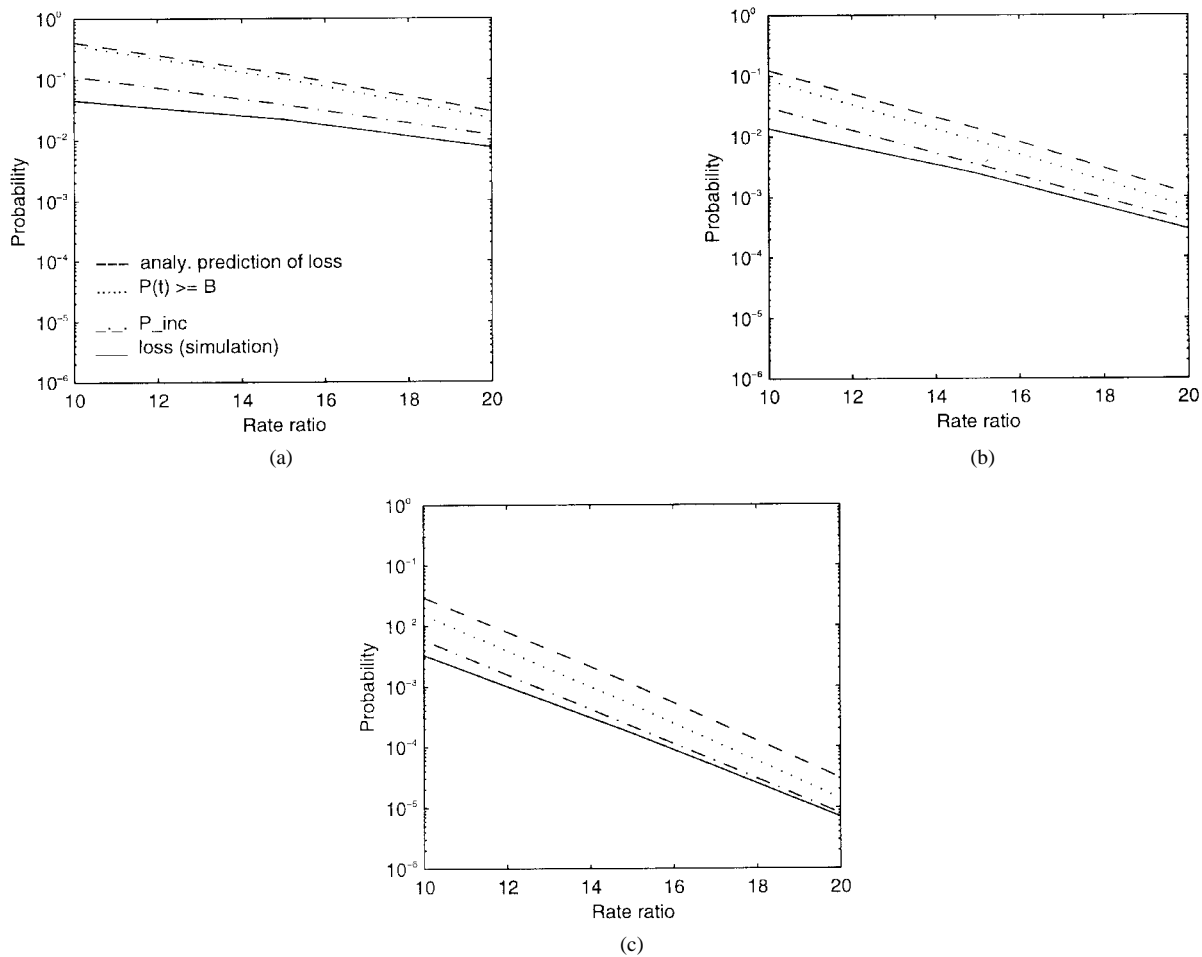 10⁰
10⁻¹
10⁻²
10⁻³
10⁻⁴
10⁻⁵
10⁻⁶
Probability
analy. prediction of loss
P(t) >= B
P_inc
loss (simulation)
10 12 14 16 18 20
Rate ratio
(a)
10⁰
10⁻¹
10⁻²
10⁻³
10⁻⁴
10⁻⁵
10⁻⁶
Probability
10 12 14 16 18 20
Rate ratio
(b)
10⁰
10⁻¹
10⁻²
10⁻³
10⁻⁴
10⁻⁵
10⁻⁶
Probability
10 12 14 16 18 20
Rate ratio
(c)